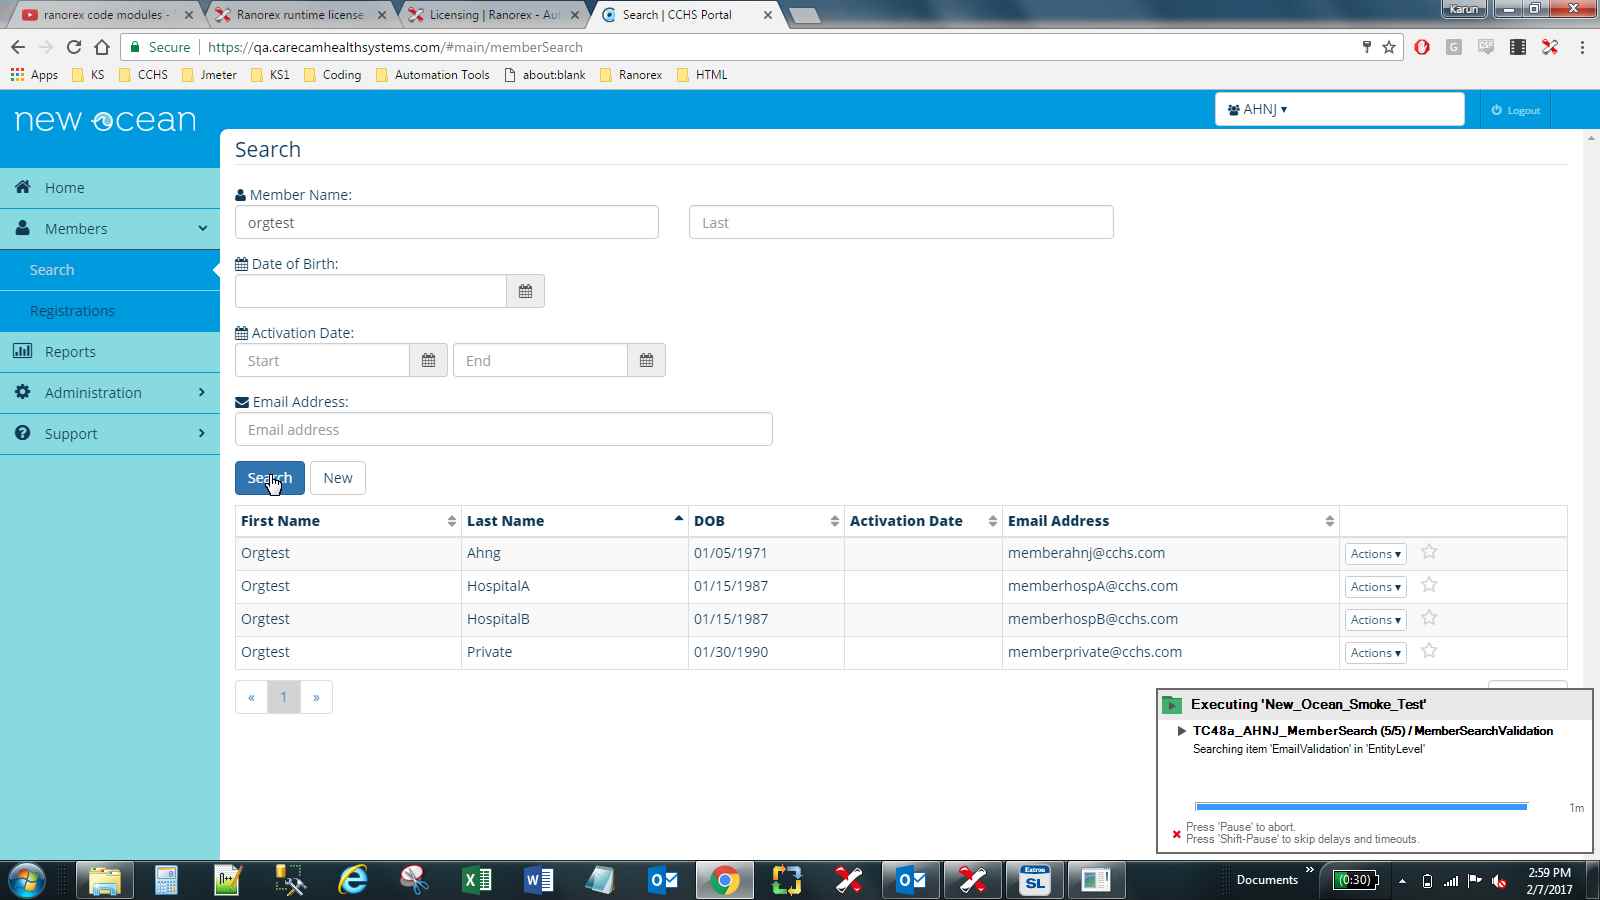 ranorex code modules -
Ranorex runtime license
Licensing | Ranorex - Aut
Search | CCHS Portal
Karun
Secure
https://qa.carecamhealthsystems.com/#main/memberSearch
Apps
KS
CCHS
Jmeter
KS1
Coding
Automation Tools
about:blank
Ranorex
HTML
new ocean
AHNJ
Logout
Home
Members
Search
Registrations
Reports
Administration
Support
Search
Member Name:
orgtest
Last
Date of Birth:
Activation Date:
Start
End
Email Address:
Email address
Search
New
First Name
Last Name
DOB
Activation Date
Email Address
Orgtest
Ahng
01/05/1971
memberahnj@cchs.com
Actions
Orgtest
HospitalA
01/15/1987
memberhospA@cchs.com
Actions
Orgtest
HospitalB
01/15/1987
memberhospB@cchs.com
Actions
Orgtest
Private
01/30/1990
memberprivate@cchs.com
Actions
«
1
»
Executing 'New_Ocean_Smoke_Test'
TC48a_AHNJ_MemberSearch (5/5) / MemberSearchValidation
Searching item 'EmailValidation' in 'EntityLevel'
1m
Press 'Pause' to abort.
Press 'Shift-Pause' to skip delays and timeouts.
Documents
(0:30)
2:59 PM
2/7/2017